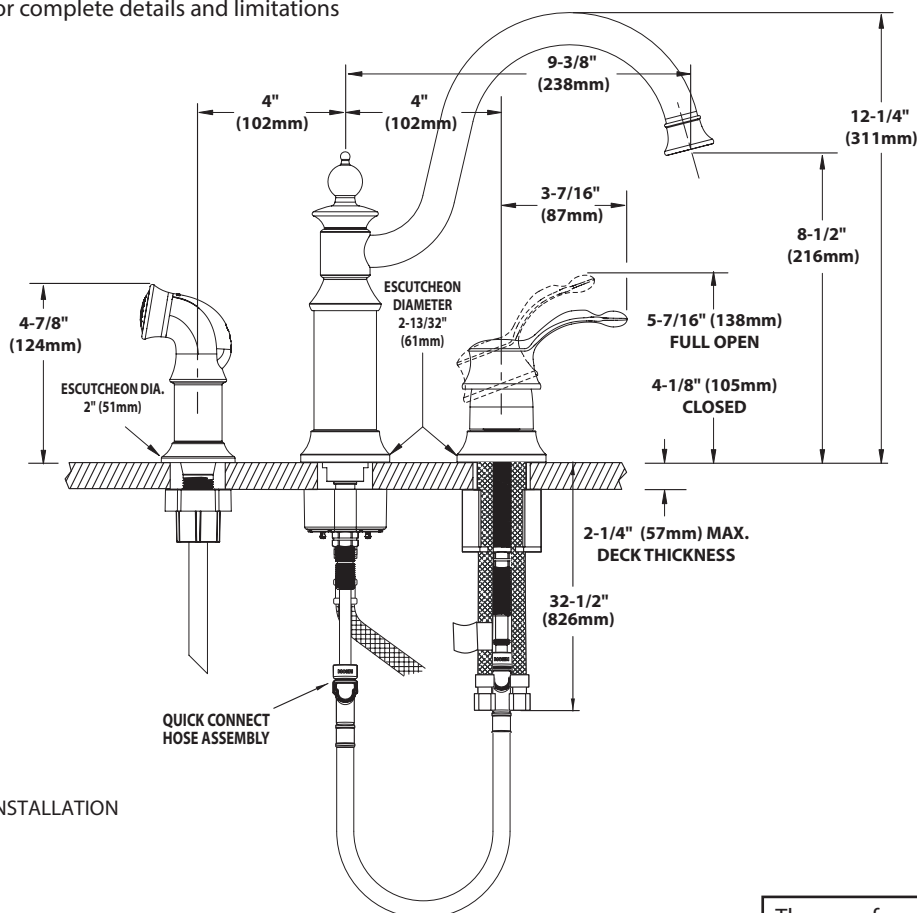 or complete details and limitations
9-3/8"
(238mm)
4"
(102mm)
4"
(102mm)
12-1/4"
(311mm)
3-7/16"
(87mm)
8-1/2"
(216mm)
ESCUTCHEON
DIAMETER
2-13/32"
(61mm)
4-7/8"
(124mm)
5-7/16" (138mm)
FULL OPEN
ESCUTCHEON DIA.
2" (51mm)
4-1/8" (105mm)
CLOSED
2-1/4" (57mm) MAX.
DECK THICKNESS
32-1/2"
(826mm)
QUICK CONNECT
HOSE ASSEMBLY
NSTALLATION